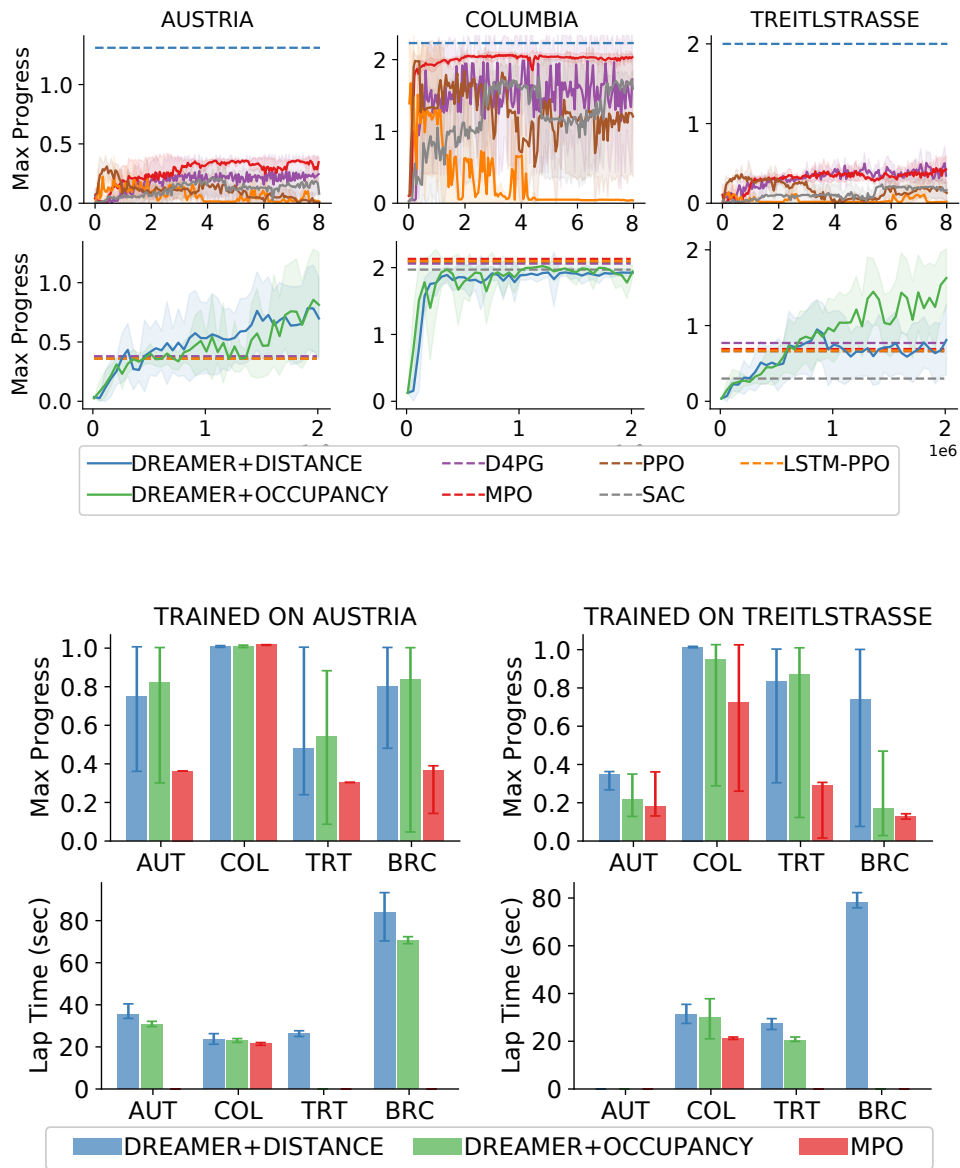 AUSTRIA COLUMBIA TREITLSTRASSE
Max Progress
1.0
0.5
0.0
0 2 4 6 8
2
1
0
0 2 4 6 8
2
1
0
0 2 4 6 8
Max Progress
1.0
0.5
0.0
0 1 2
2
1
0
0 1 2
2
1
0
0 1 2
1e6
DREAMER+DISTANCE D4PG PPO LSTM-PPO
DREAMER+OCCUPANCY MPO SAC
TRAINED ON AUSTRIA TRAINED ON TREITLSTRASSE
Max Progress
1.0
0.8
0.6
0.4
0.2
0.0
AUT COL TRT BRC
Max Progress
1.0
0.8
0.6
0.4
0.2
0.0
AUT COL TRT BRC
Lap Time (sec)
80
60
40
20
0
AUT COL TRT BRC
Lap Time (sec)
80
60
40
20
0
AUT COL TRT BRC
DREAMER+DISTANCE DREAMER+OCCUPANCY MPO